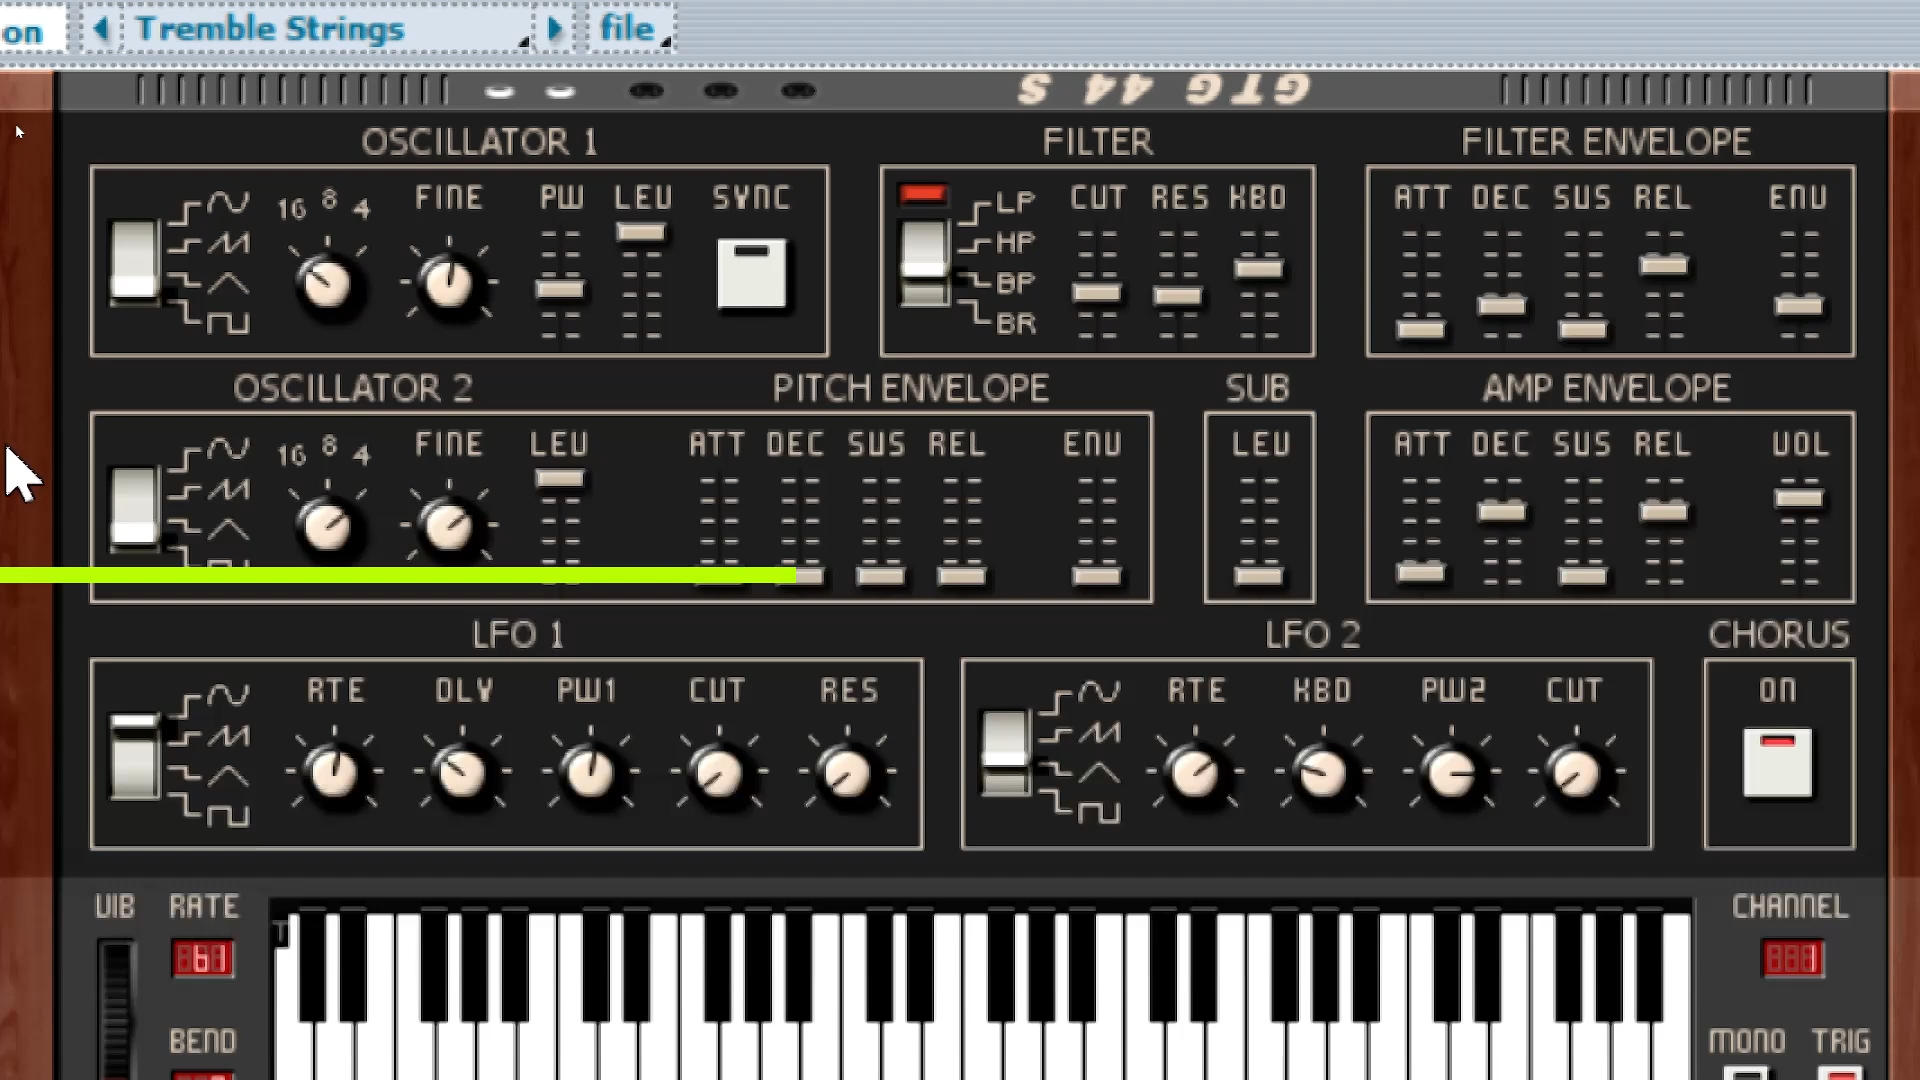 on Tremble Strings file
GTG 44 S
OSCILLATOR 1 FILTER FILTER ENVELOPE
16 8 4 FINE PW LEV SYNC LP HP BP BR CUT RES KBD ATT DEC SUS REL ENV
OSCILLATOR 2 PITCH ENVELOPE SUB AMP ENVELOPE
16 8 4 FINE LEV ATT DEC SUS REL ENV LEV ATT DEC SUS REL VOL
LFO 1 LFO 2 CHORUS
RTE DLY PW1 CUT RES RTE KBD PW2 CUT ON
VIB RATE CHANNEL
61 1
BEND MONO TRIG